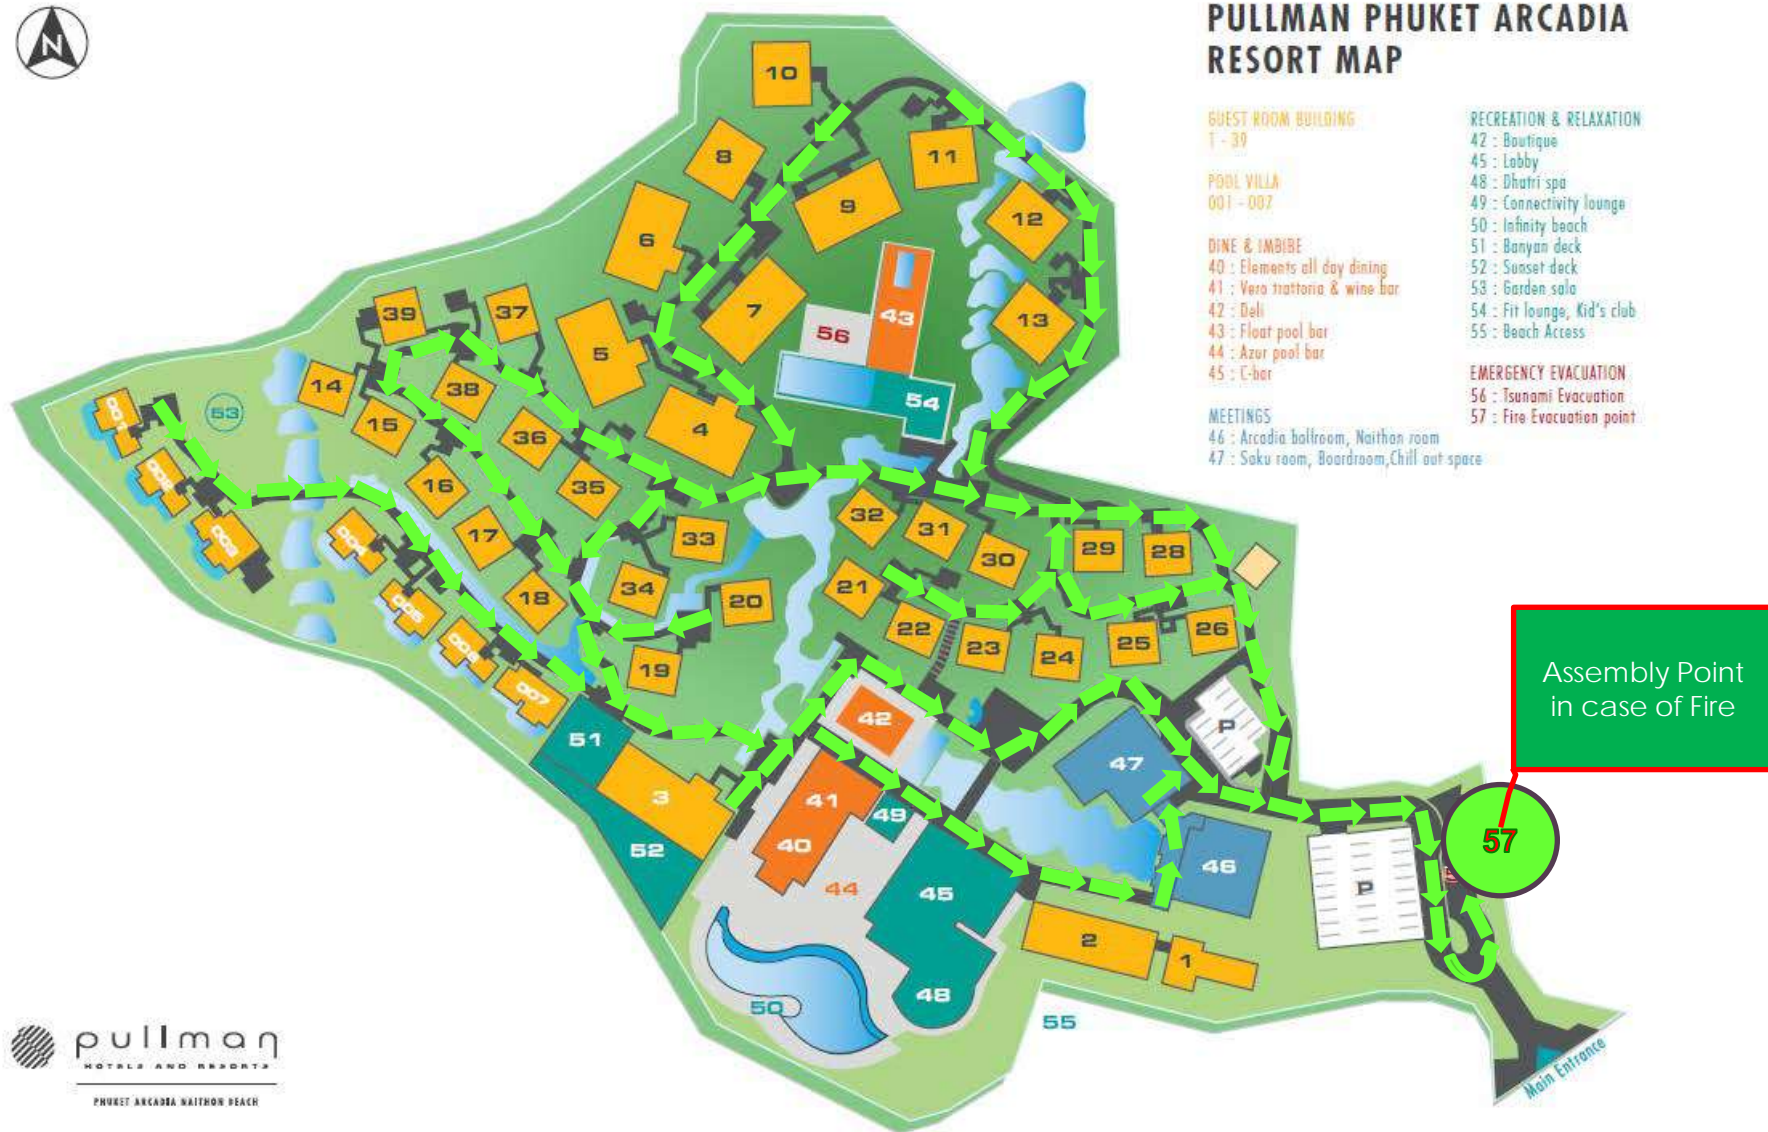 N
PULLMAN PHUKET ARCADIA
RESORT MAP
GUEST ROOM BUILDING
1 - 39
POOL VILLA
001 - 007
DINE & IMBIBE
40 : Elements all day dining
41 : Vero trattoria & wine bar
42 : Deli
43 : Float pool bar
44 : Azur pool bar
45 : C-bar
MEETINGS
46 : Arcadia ballroom, Naithon room
47 : Saku room, Boardroom,Chill out space
RECREATION & RELAXATION
42 : Boutique
45 : Lobby
48 : Dhatri spa
49 : Connectivity lounge
50 : Infinity beach
51 : Banyan deck
52 : Sunset deck
53 : Garden sala
54 : Fit lounge, Kid's club
55 : Beach Access
EMERGENCY EVACUATION
56 : Tsunami Evacuation
57 : Fire Evacuation point
10
8
11
9
12
6
7
43
13
39
37
56
5
54
14
38
001
53
15
36
4
002
16
35
32
31
003
004
17
33
30
29
28
34
21
18
20
005
22
26
006
23
25
24
19
007
42
51
P
47
3
41
49
57
52
40
46
44
45
P
2
1
48
50
55
Assembly Point
in case of Fire
Main Entrance
pullman
HOTELS AND RESORTS
PHUKET ARCADIA NAITHON BEACH